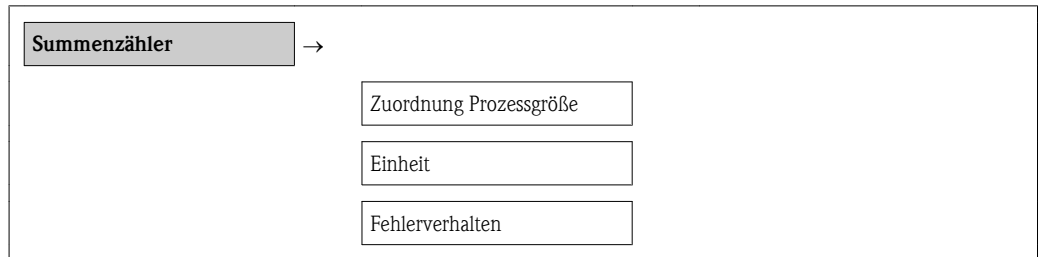 Summenzähler →
Zuordnung Prozessgröße
Einheit
Fehlerverhalten